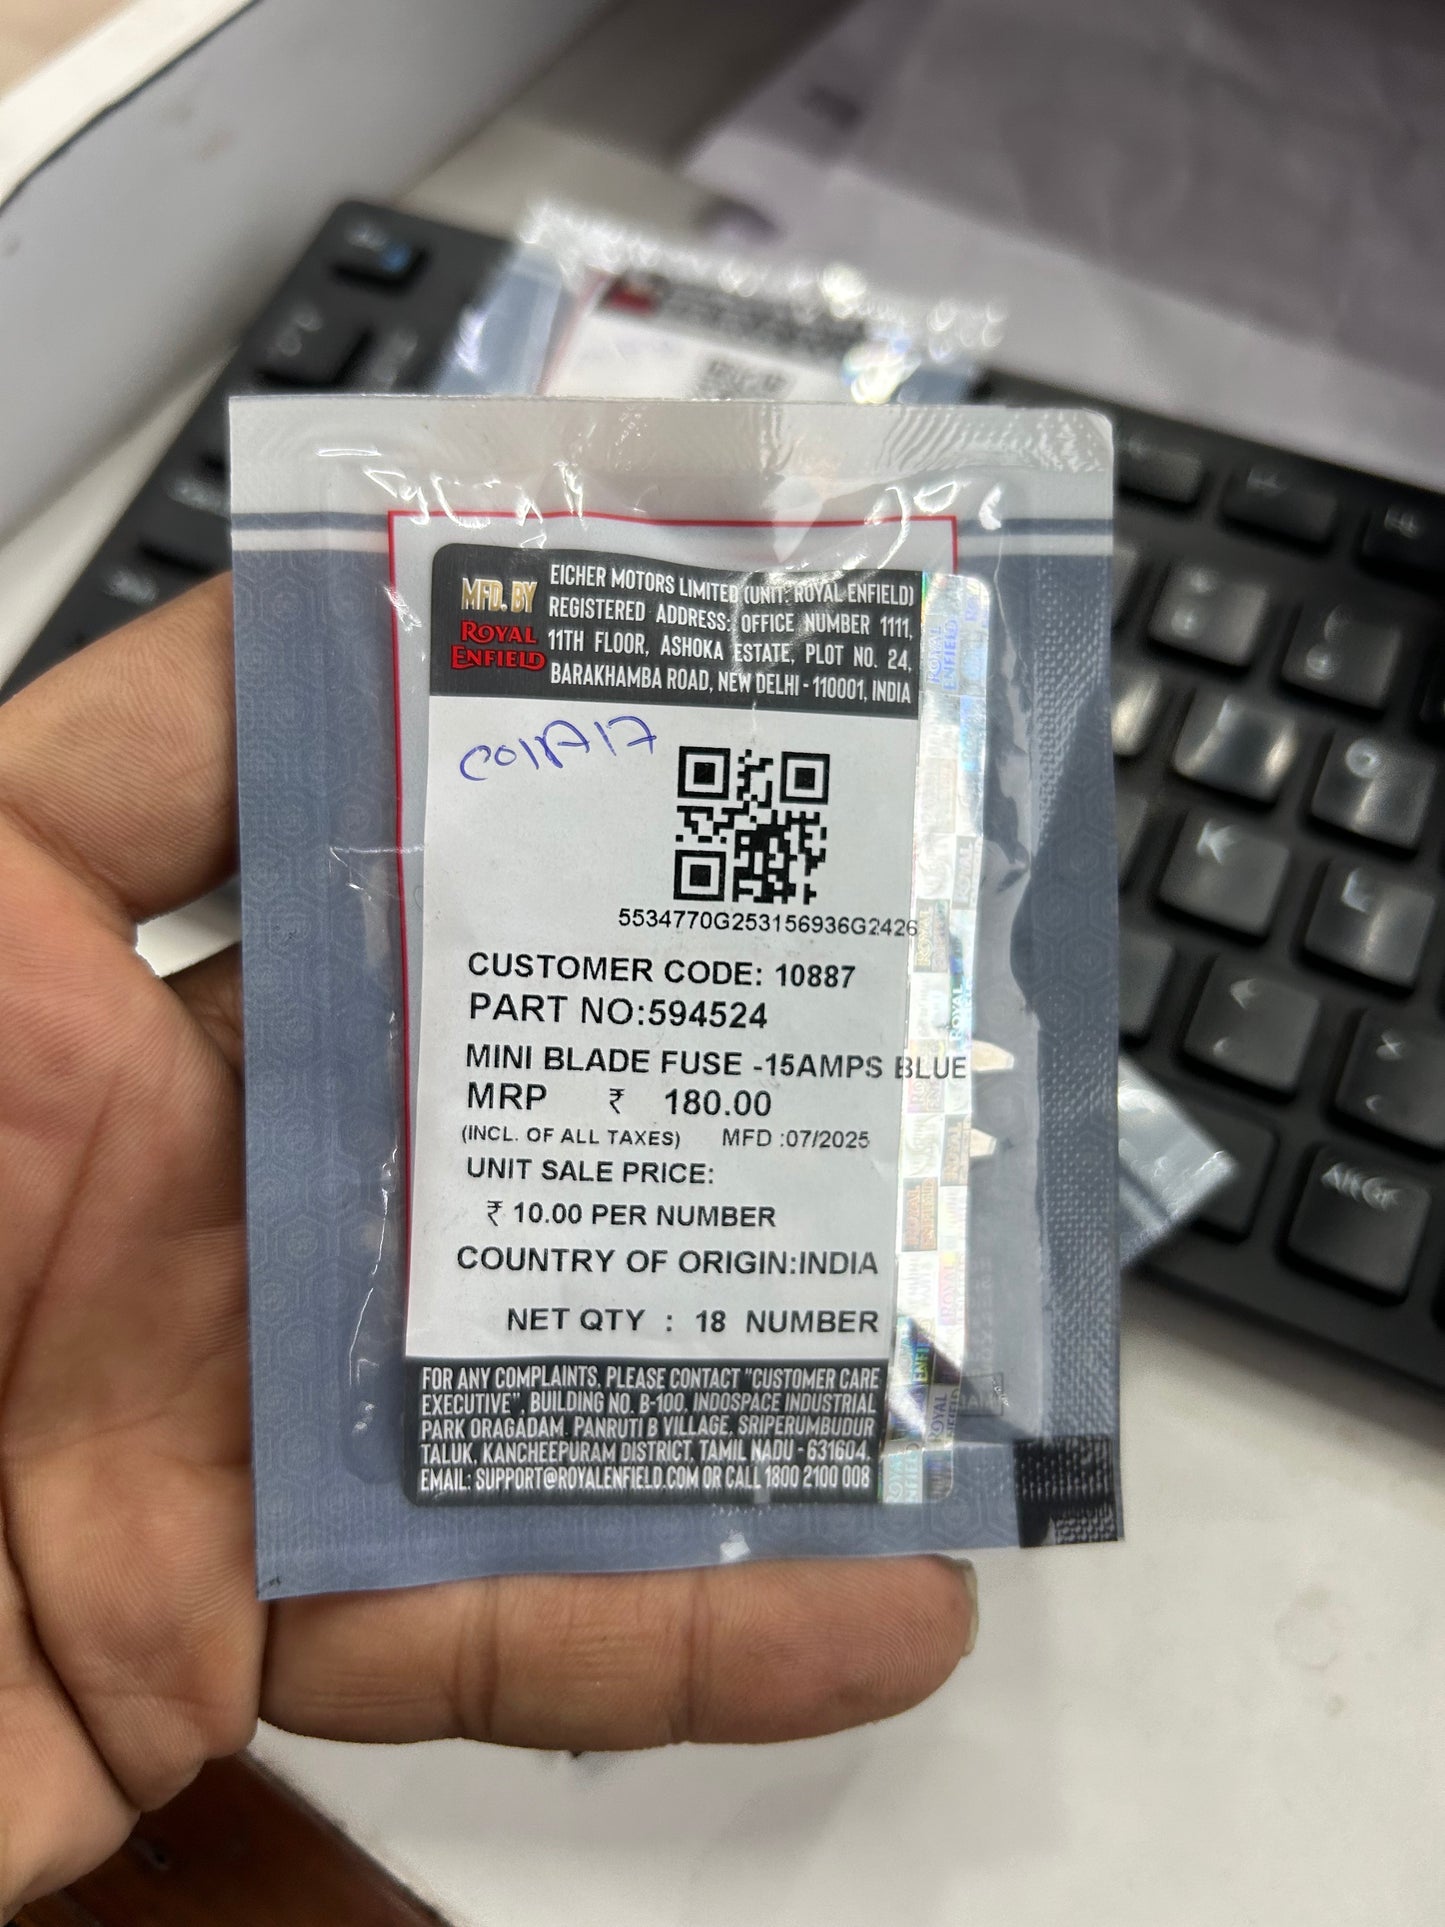 MFD. BY
ROYAL
ENFIELD
EICHER MOTORS LIMITED (UNIT: ROYAL ENFIELD)
REGISTERED ADDRESS: OFFICE NUMBER 1111,
11TH FLOOR, ASHOKA ESTATE, PLOT NO. 24,
BARAKHAMBA ROAD, NEW DELHI - 110001, INDIA
5534770G253156936G2426
CUSTOMER CODE: 10887
PART NO:594524
MINI BLADE FUSE -15AMPS BLUE
MRP ₹ 180.00
(INCL. OF ALL TAXES) MFD :07/2025
UNIT SALE PRICE:
₹ 10.00 PER NUMBER
COUNTRY OF ORIGIN:INDIA
NET QTY : 18 NUMBER
FOR ANY COMPLAINTS, PLEASE CONTACT "CUSTOMER CARE
EXECUTIVE", BUILDING NO. B-100, INDOSPACE INDUSTRIAL
PARK ORAGADAM, PANRUTI B VILLAGE, SRIPERUMBUDUR
TALUK, KANCHEEPURAM DISTRICT, TAMIL NADU - 631604.
EMAIL: SUPPORT@ROYALENFIELD.COM OR CALL 1800 2100 008
ROYAL
ENFIELD
K
L
Alt Gr